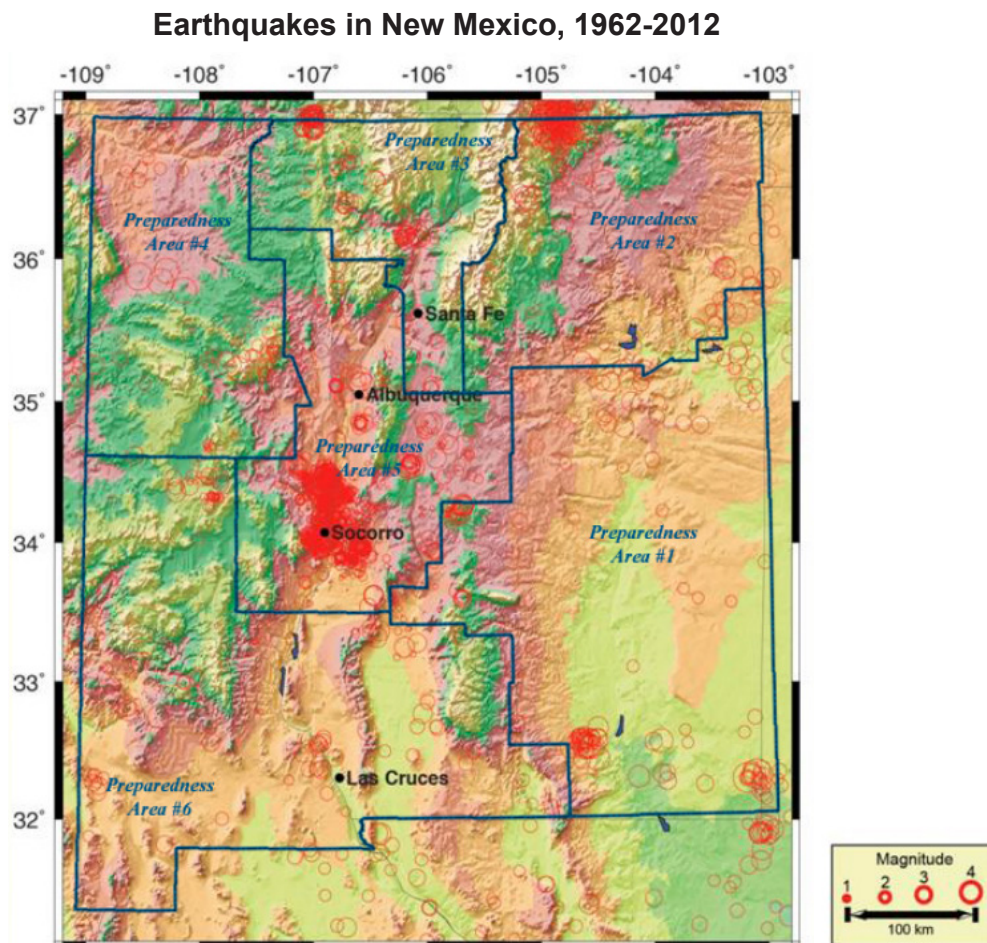 Earthquakes in New Mexico, 1962-2012
-109° -108° -107° -106° -105° -104° -103°
37°
Preparedness
Area #3
Preparedness
Area #4
Preparedness
Area #2
36°
Santa Fe
35°
Albuquerque
Preparedness
Area #5
34°
Socorro
Preparedness
Area #1
33°
Las Cruces
Preparedness
Area #6
32°
Magnitude
1 2 3 4
100 km